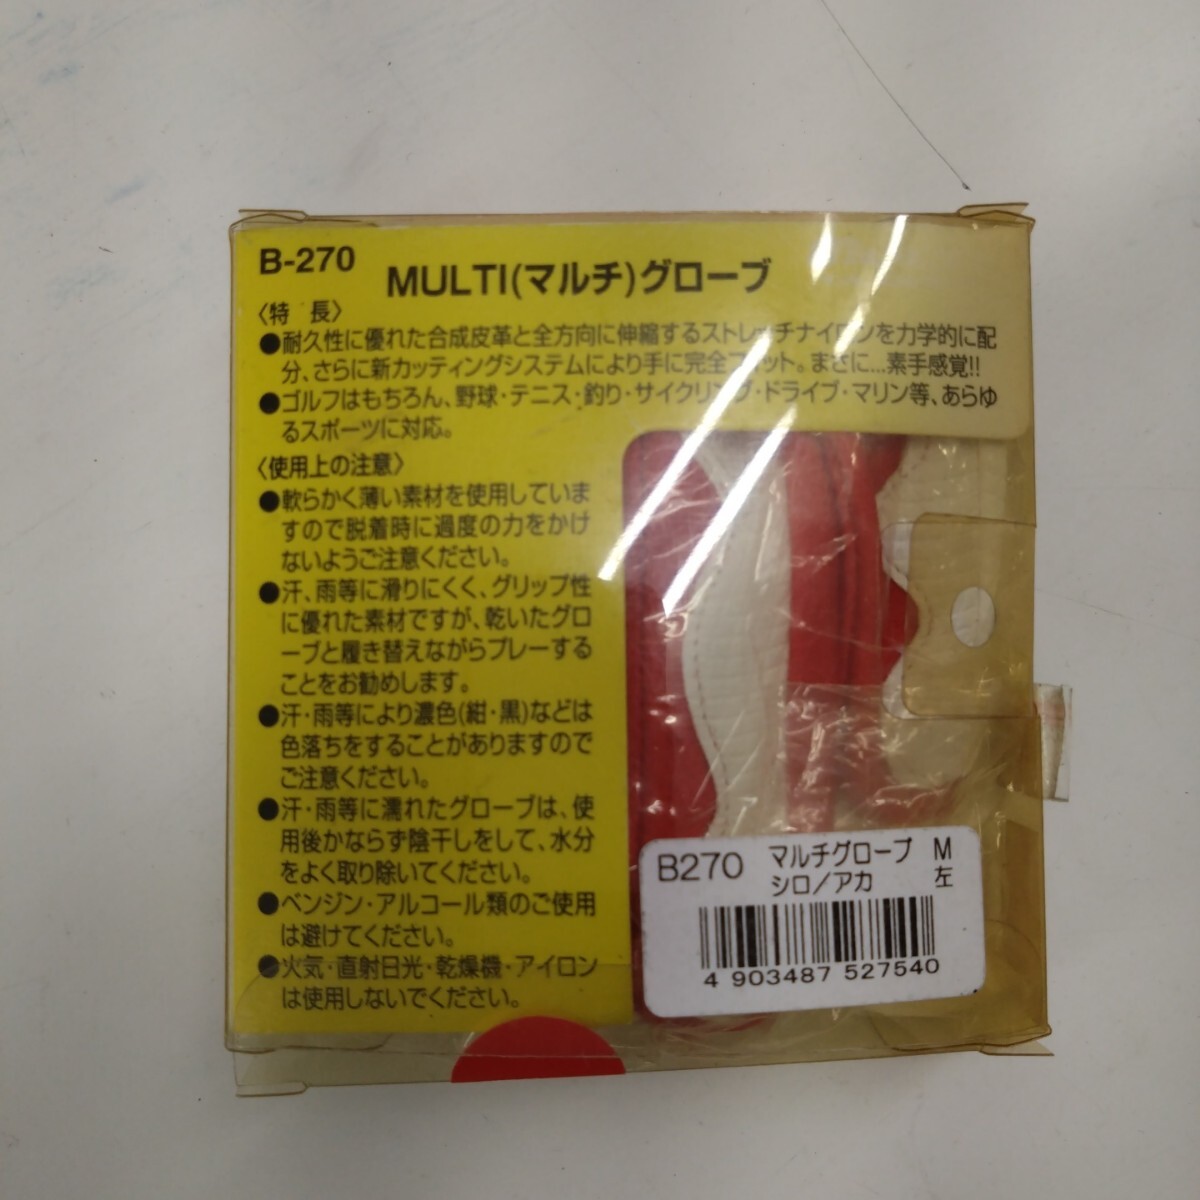 B-270
MULTI(マルチ)グローブ
〈特 長〉
●耐久性に優れた合成皮革と全方向に伸縮するストレッチナイロンを力学的に配
分、さらに新カッティングシステムにより手に完全フィット。まさに...素手感覚!!
●ゴルフはもちろん、野球・テニス・釣り・サイクリング・ドライブ・マリン等、あらゆ
るスポーツに対応。
〈使用上の注意〉
●軟らかく薄い素材を使用していま
すので脱着時に過度の力をかけ
ないようご注意ください。
●汗、雨等に滑りにくく、グリップ性
に優れた素材ですが、乾いたグロ
ーブと履き替えながらプレーする
ことをお勧めします。
●汗・雨等により濃色(紺・黒)などは
色落ちをすることがありますので
ご注意ください。
●汗・雨等に濡れたグローブは、使
用後かならず陰干しをして、水分
をよく取り除いてください。
●ベンジン・アルコール類のご使用
は避けてください。
●火気・直射日光・乾燥機・アイロン
は使用しないでください。
B270 マルチグローブ M
シロ/アカ 左
4 903487 527540